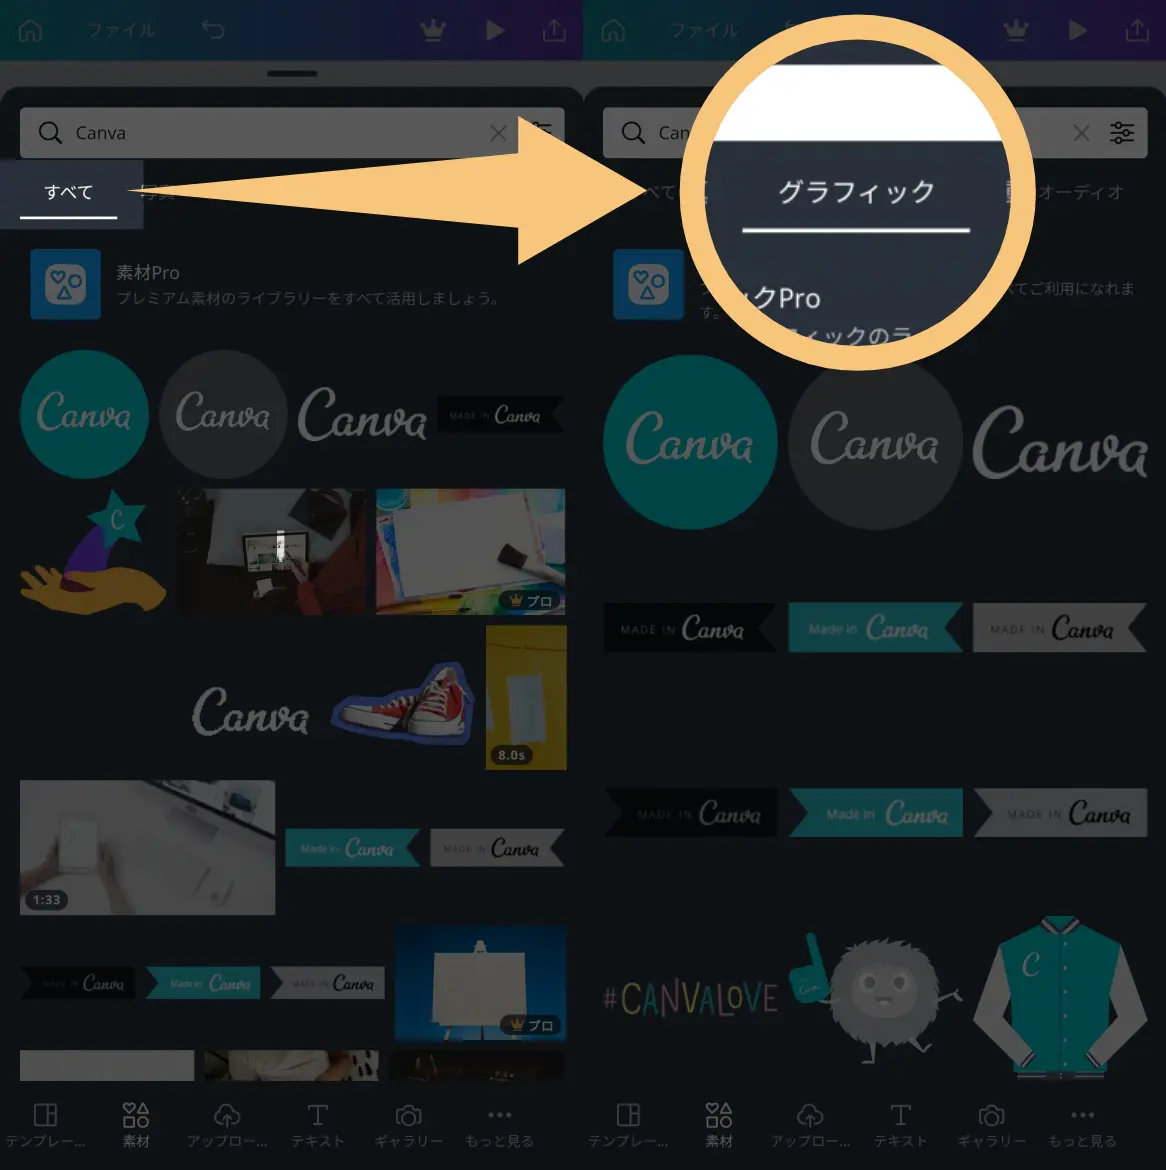 ファイル
Canva
すべて
写真
素材Pro
プレミアム素材のライブラリーをすべて活用しましょう。
Canva
Canva
Canva
MADE IN Canva
C
プロ
Canva
8.0s
1:33
Made in Canva
MADE IN Canva
MADE IN Canva
Made in Canva
MADE IN Canva
プロ
テンプレー...
素材
アップロー...
テキスト
ギャラリー
もっと見る
ファイル
Can
べて
グラフィック
オーディオ
ックPro
ィックのラ
てご利用になれま
す。
Canva
Canva
Canva
MADE IN Canva
Made in Canva
MADE IN Canva
MADE IN Canva
Made in Canva
MADE IN Canva
#CANVALOVE
C
テンプレー...
素材
アップロー...
テキスト
ギャラリー
もっと見る